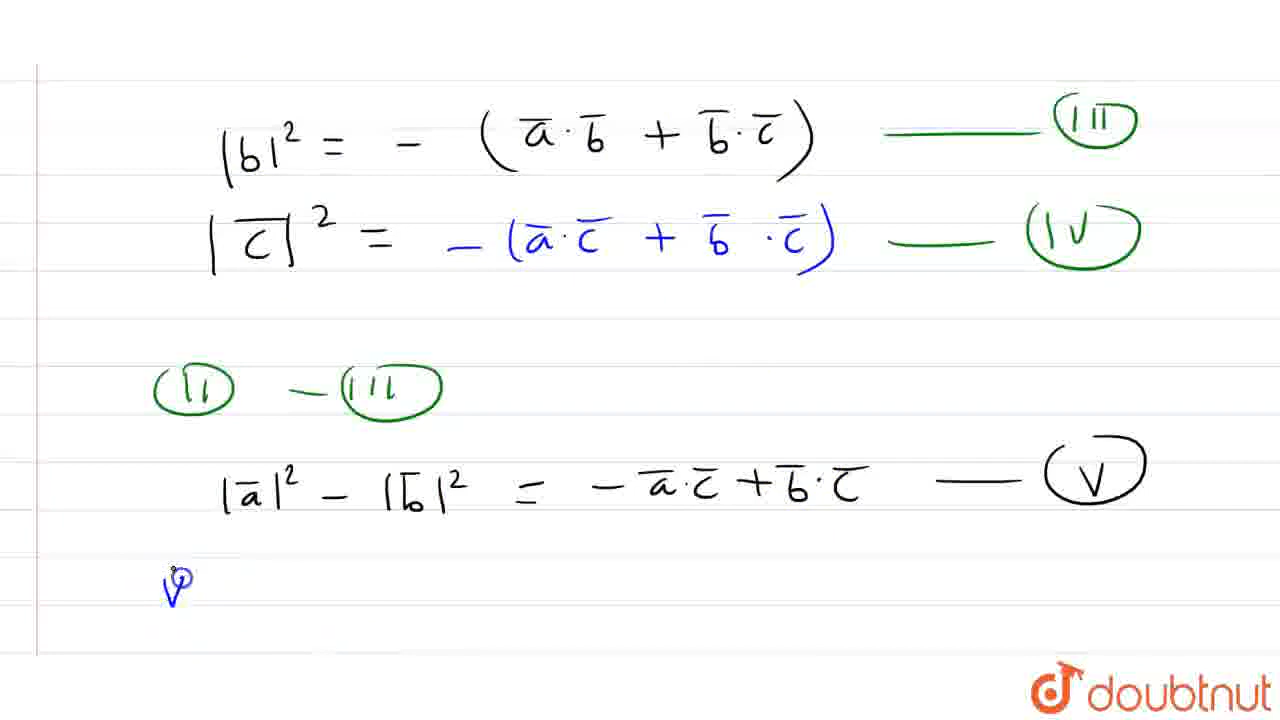 |b|² = - (a̅·b̅ + b̅·c̅) —— (III)
|c̅|² = - (a̅·c̅ + b̅·c̅) —— (IV)
(II) - (III)
|a̅|² - |b̅|² = - a̅·c̅ + b̅·c̅ —— (V)
V
doubtnut